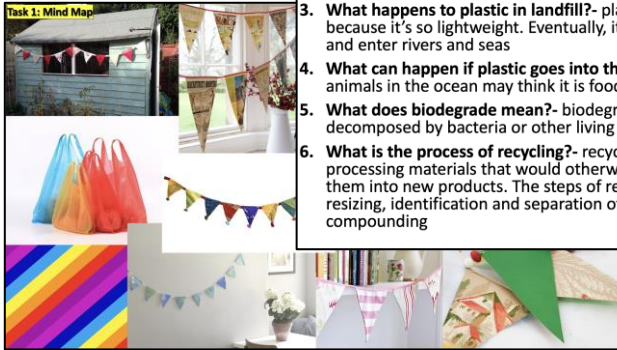 Task 1: Mind Map
3. What happens to plastic in landfill?- pla
because it's so lightweight. Eventually, it
and enter rivers and seas
4. What can happen if plastic goes into th
animals in the ocean may think it is food
5. What does biodegrade mean?- biodegr
decomposed by bacteria or other living
6. What is the process of recycling?- recyc
processing materials that would otherw
them into new products. The steps of re
resizing, identification and separation o
compounding